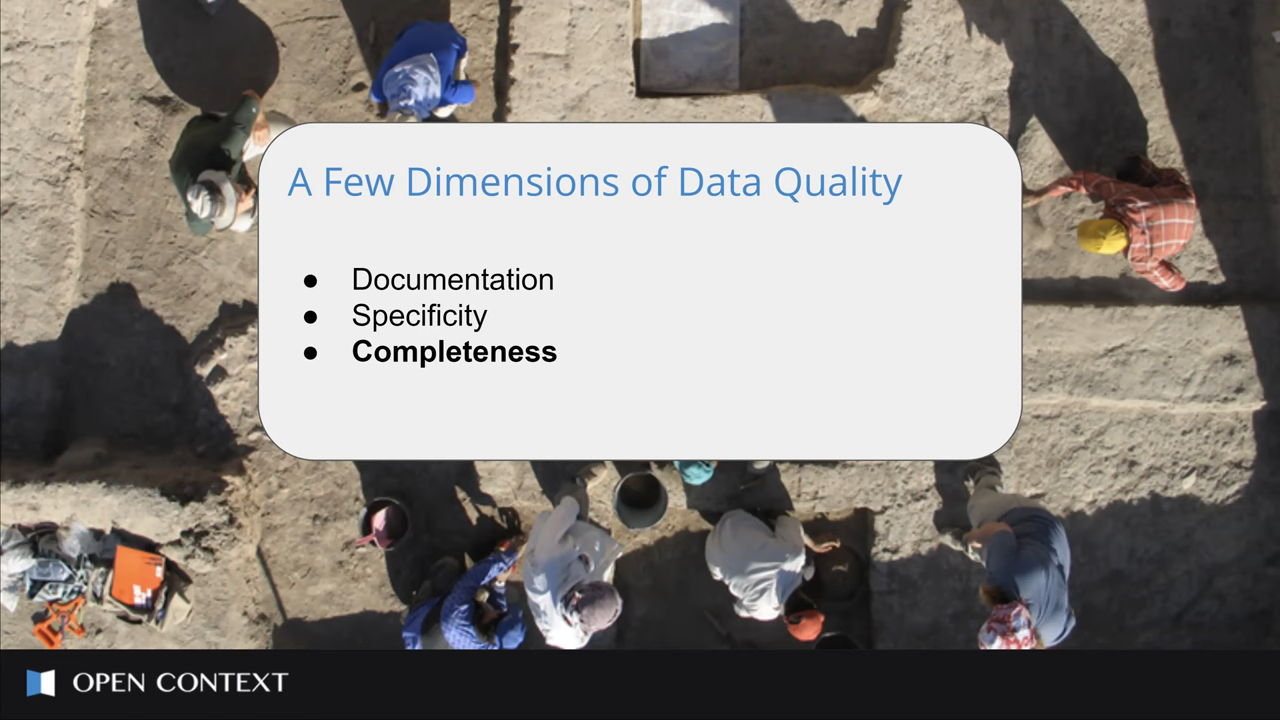 A Few Dimensions of Data Quality
● Documentation
● Specificity
● Completeness
OPEN CONTEXT